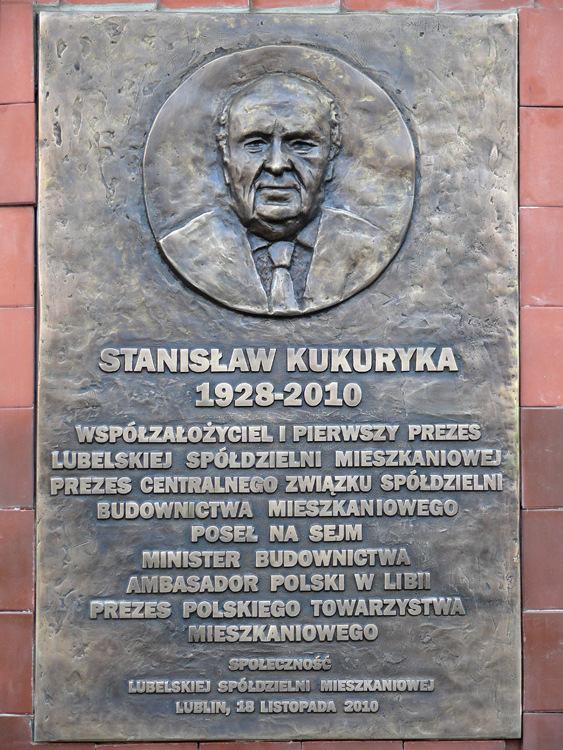 STANISŁAW KUKURYKA
1928-2010
WSPÓŁZAŁOŻYCIEL I PIERWSZY PREZES
LUBELSKIEJ SPÓŁDZIELNI MIESZKANIOWEJ
PREZES CENTRALNEGO ZWIĄZKU SPÓŁDZIELNI
BUDOWNICTWA MIESZKANIOWEGO
POSEŁ NA SEJM
MINISTER BUDOWNICTWA
AMBASADOR POLSKI W LIBII
PREZES POLSKIEGO TOWARZYSTWA
MIESZKANIOWEGO
SPOŁECZNOŚĆ
LUBELSKIEJ SPÓŁDZIELNI MIESZKANIOWEJ
LUBLIN, 18 LISTOPADA 2010